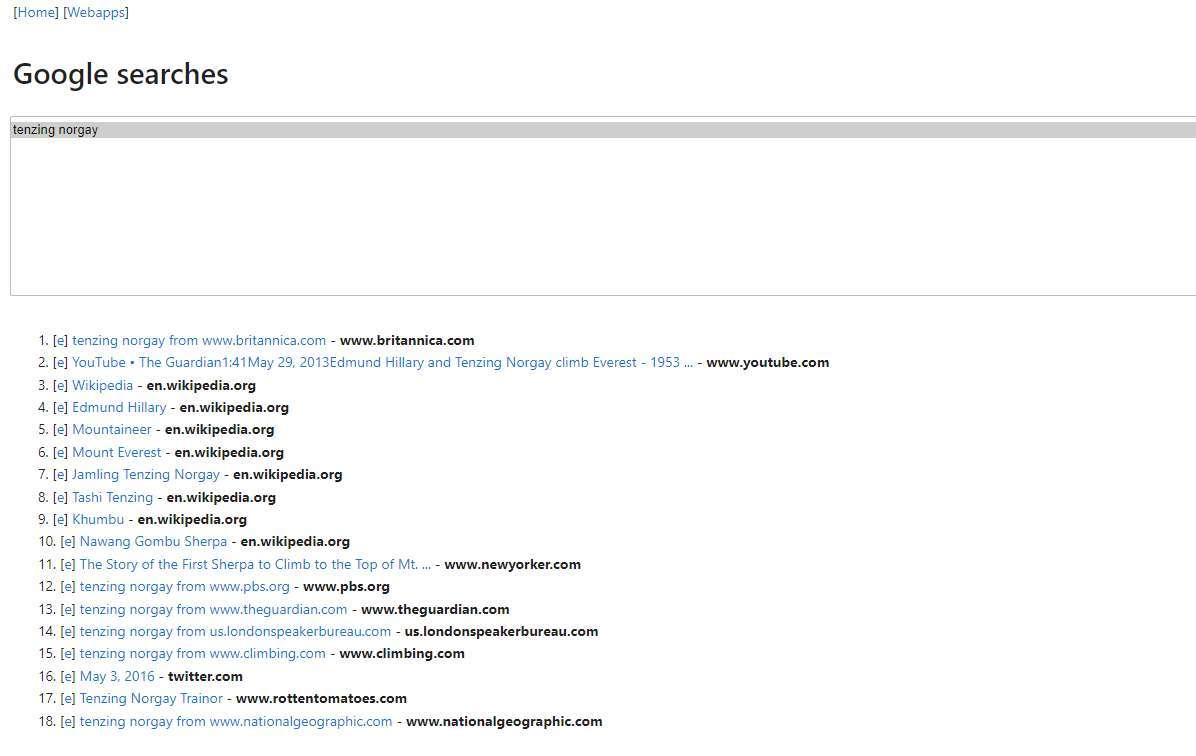 [Home] [Webapps]
Google searches
tenzing norgay
1. [e] tenzing norgay from www.britannica.com - www.britannica.com
2. [e] YouTube • The Guardian1:41May 29, 2013Edmund Hillary and Tenzing Norgay climb Everest - 1953 ... - www.youtube.com
3. [e] Wikipedia - en.wikipedia.org
4. [e] Edmund Hillary - en.wikipedia.org
5. [e] Mountaineer - en.wikipedia.org
6. [e] Mount Everest - en.wikipedia.org
7. [e] Jamling Tenzing Norgay - en.wikipedia.org
8. [e] Tashi Tenzing - en.wikipedia.org
9. [e] Khumbu - en.wikipedia.org
10. [e] Nawang Gombu Sherpa - en.wikipedia.org
11. [e] The Story of the First Sherpa to Climb to the Top of Mt. ... - www.newyorker.com
12. [e] tenzing norgay from www.pbs.org - www.pbs.org
13. [e] tenzing norgay from www.theguardian.com - www.theguardian.com
14. [e] tenzing norgay from us.londonspeakerbureau.com - us.londonspeakerbureau.com
15. [e] tenzing norgay from www.climbing.com - www.climbing.com
16. [e] May 3, 2016 - twitter.com
17. [e] Tenzing Norgay Trainor - www.rottentomatoes.com
18. [e] tenzing norgay from www.nationalgeographic.com - www.nationalgeographic.com